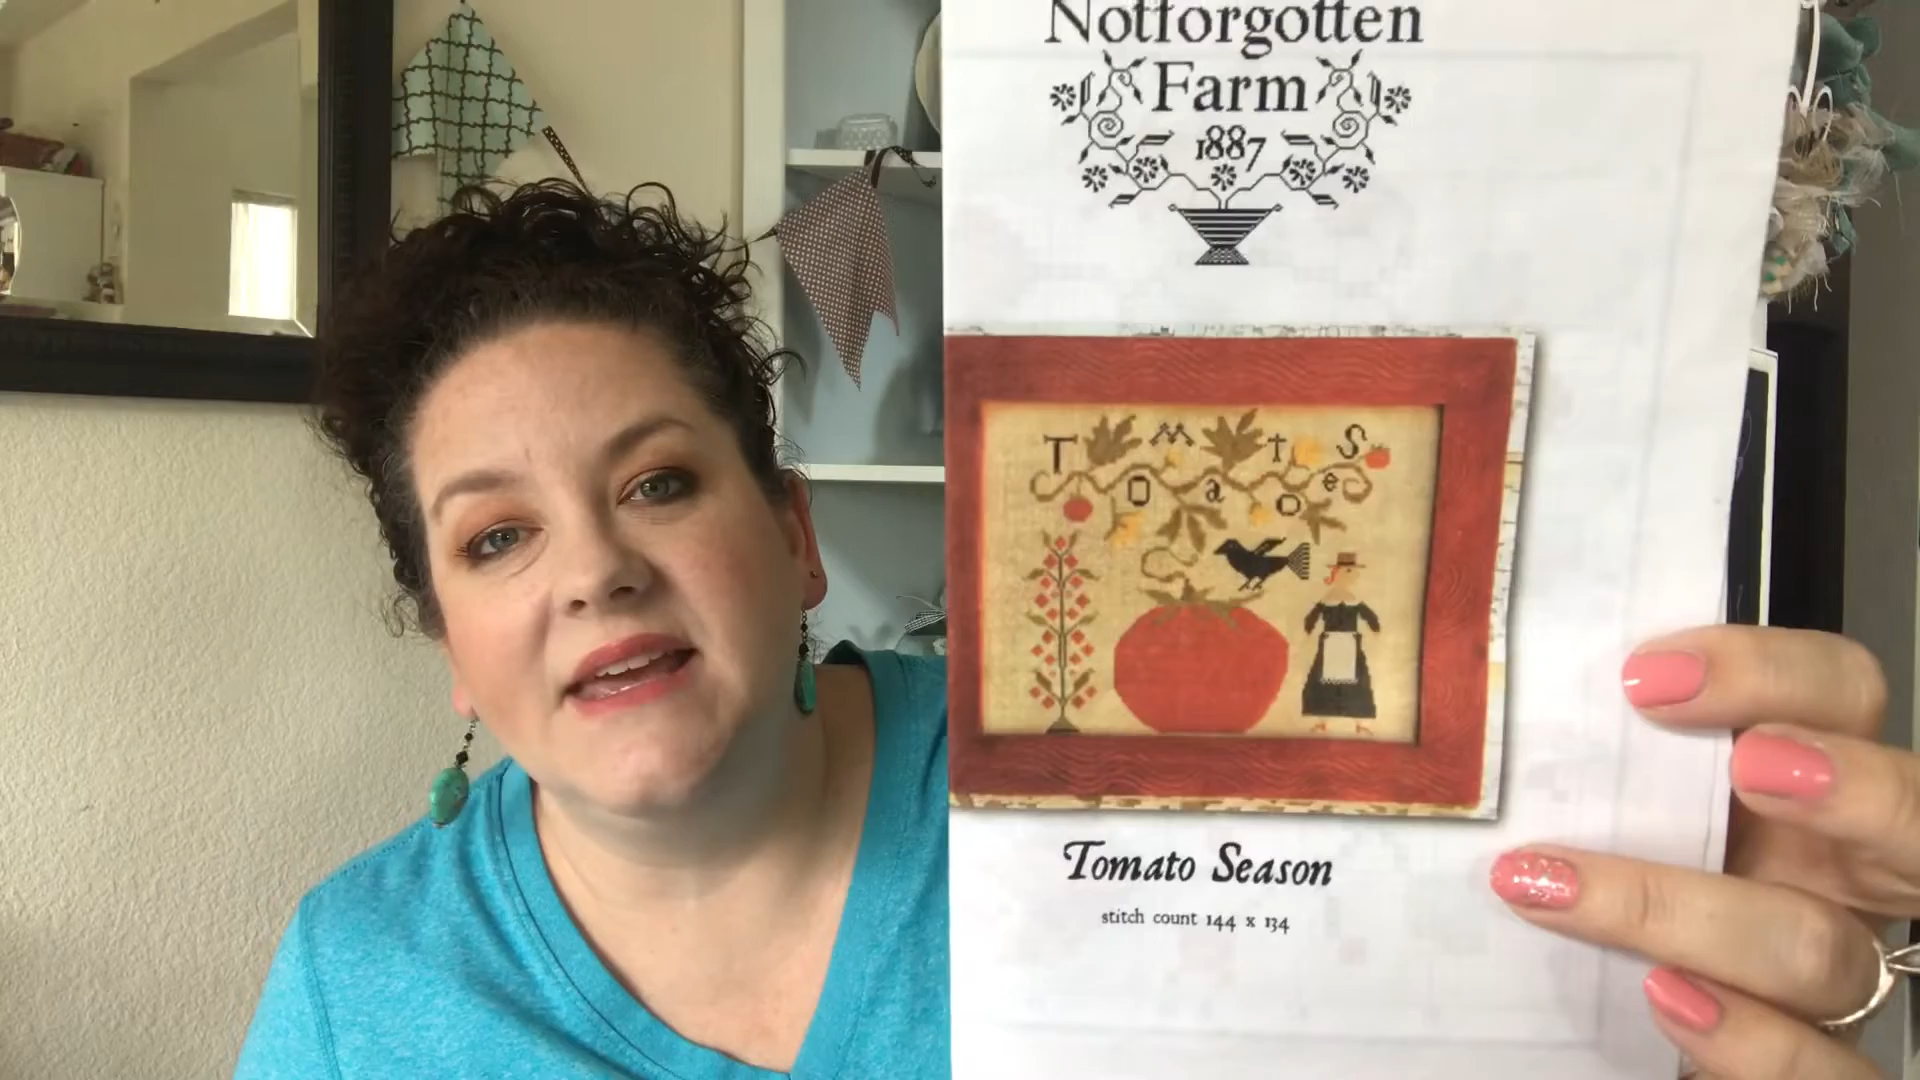 Notforgotten
Farm
1887
T m t S
o a o e
Tomato Season
stitch count 144 x 134